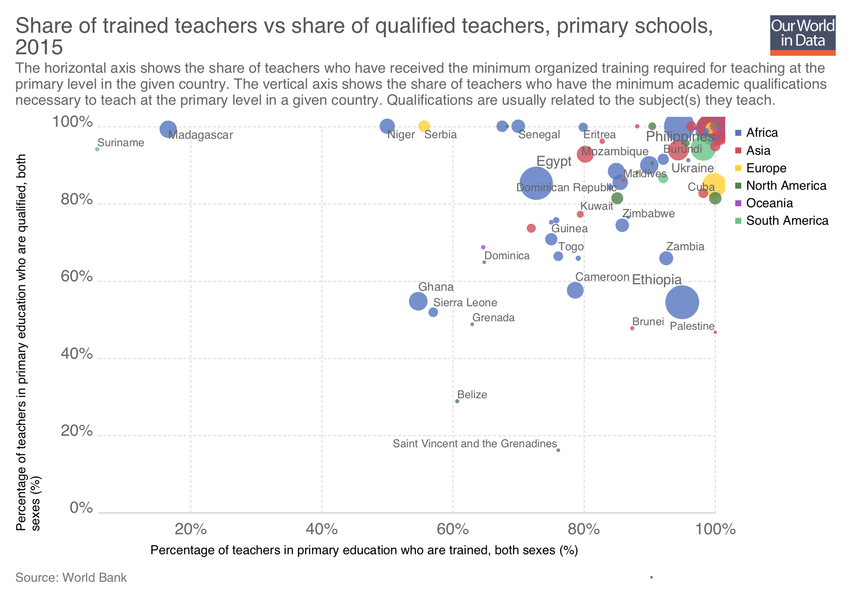 Share of trained teachers vs share of qualified teachers, primary schools,
2015
Our World
in Data
The horizontal axis shows the share of teachers who have received the minimum organized training required for teaching at the
primary level in the given country. The vertical axis shows the share of teachers who have the minimum academic qualifications
necessary to teach at the primary level in a given country. Qualifications are usually related to the subject(s) they teach.
100%
Suriname
Madagascar
Niger
Serbia
Senegal
Eritrea
Philippines
Mozambique
Burundi
Egypt
Ukraine
Maldives
Dominican Republic
Cuba
80%
Kuwait
Zimbabwe
Guinea
Togo
Zambia
Dominica
60%
Cameroon
Ethiopia
Ghana
Sierra Leone
Grenada
Brunei
Palestine
40%
Belize
20%
Saint Vincent and the Grenadines
0%
20%
40%
60%
80%
100%
Percentage of teachers in primary education who are qualified, both
sexes (%)
Percentage of teachers in primary education who are trained, both sexes (%)
Africa
Asia
Europe
North America
Oceania
South America
Source: World Bank